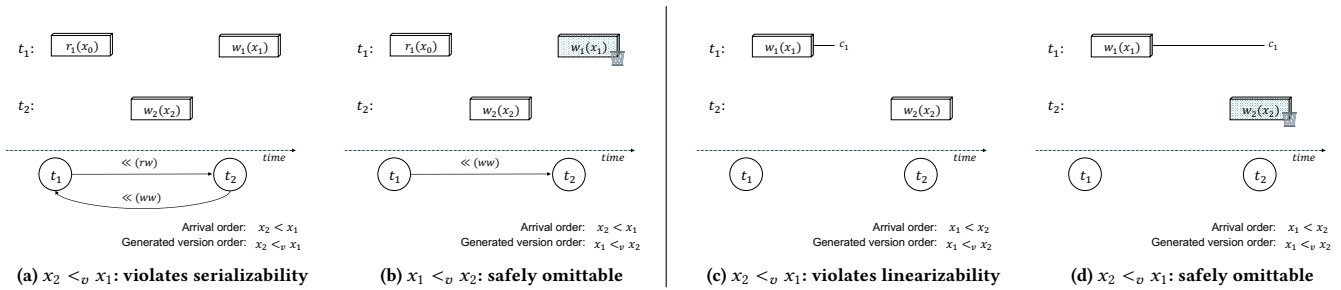 t₁: r₁(x₀) w₁(x₁)
t₂: w₂(x₂)
time
t₁ ≪ (rw) t₂
≪ (ww)
Arrival order: x₂ < x₁
Generated version order: x₂ <ᵥ x₁
(a) x₂ <ᵥ x₁: violates serializability
t₁: r₁(x₀) w₁(x₁)
t₂: w₂(x₂)
time
t₁ ≪ (ww) t₂
Arrival order: x₂ < x₁
Generated version order: x₁ <ᵥ x₂
(b) x₁ <ᵥ x₂: safely omittable
t₁: w₁(x₁) c₁
t₂: w₂(x₂)
time
t₁ t₂
Arrival order: x₁ < x₂
Generated version order: x₁ <ᵥ x₂
(c) x₂ <ᵥ x₁: violates linearizability
t₁: w₁(x₁) c₁
t₂: w₂(x₂)
time
t₁ t₂
Arrival order: x₁ < x₂
Generated version order: x₁ <ᵥ x₂
(d) x₂ <ᵥ x₁: safely omittable